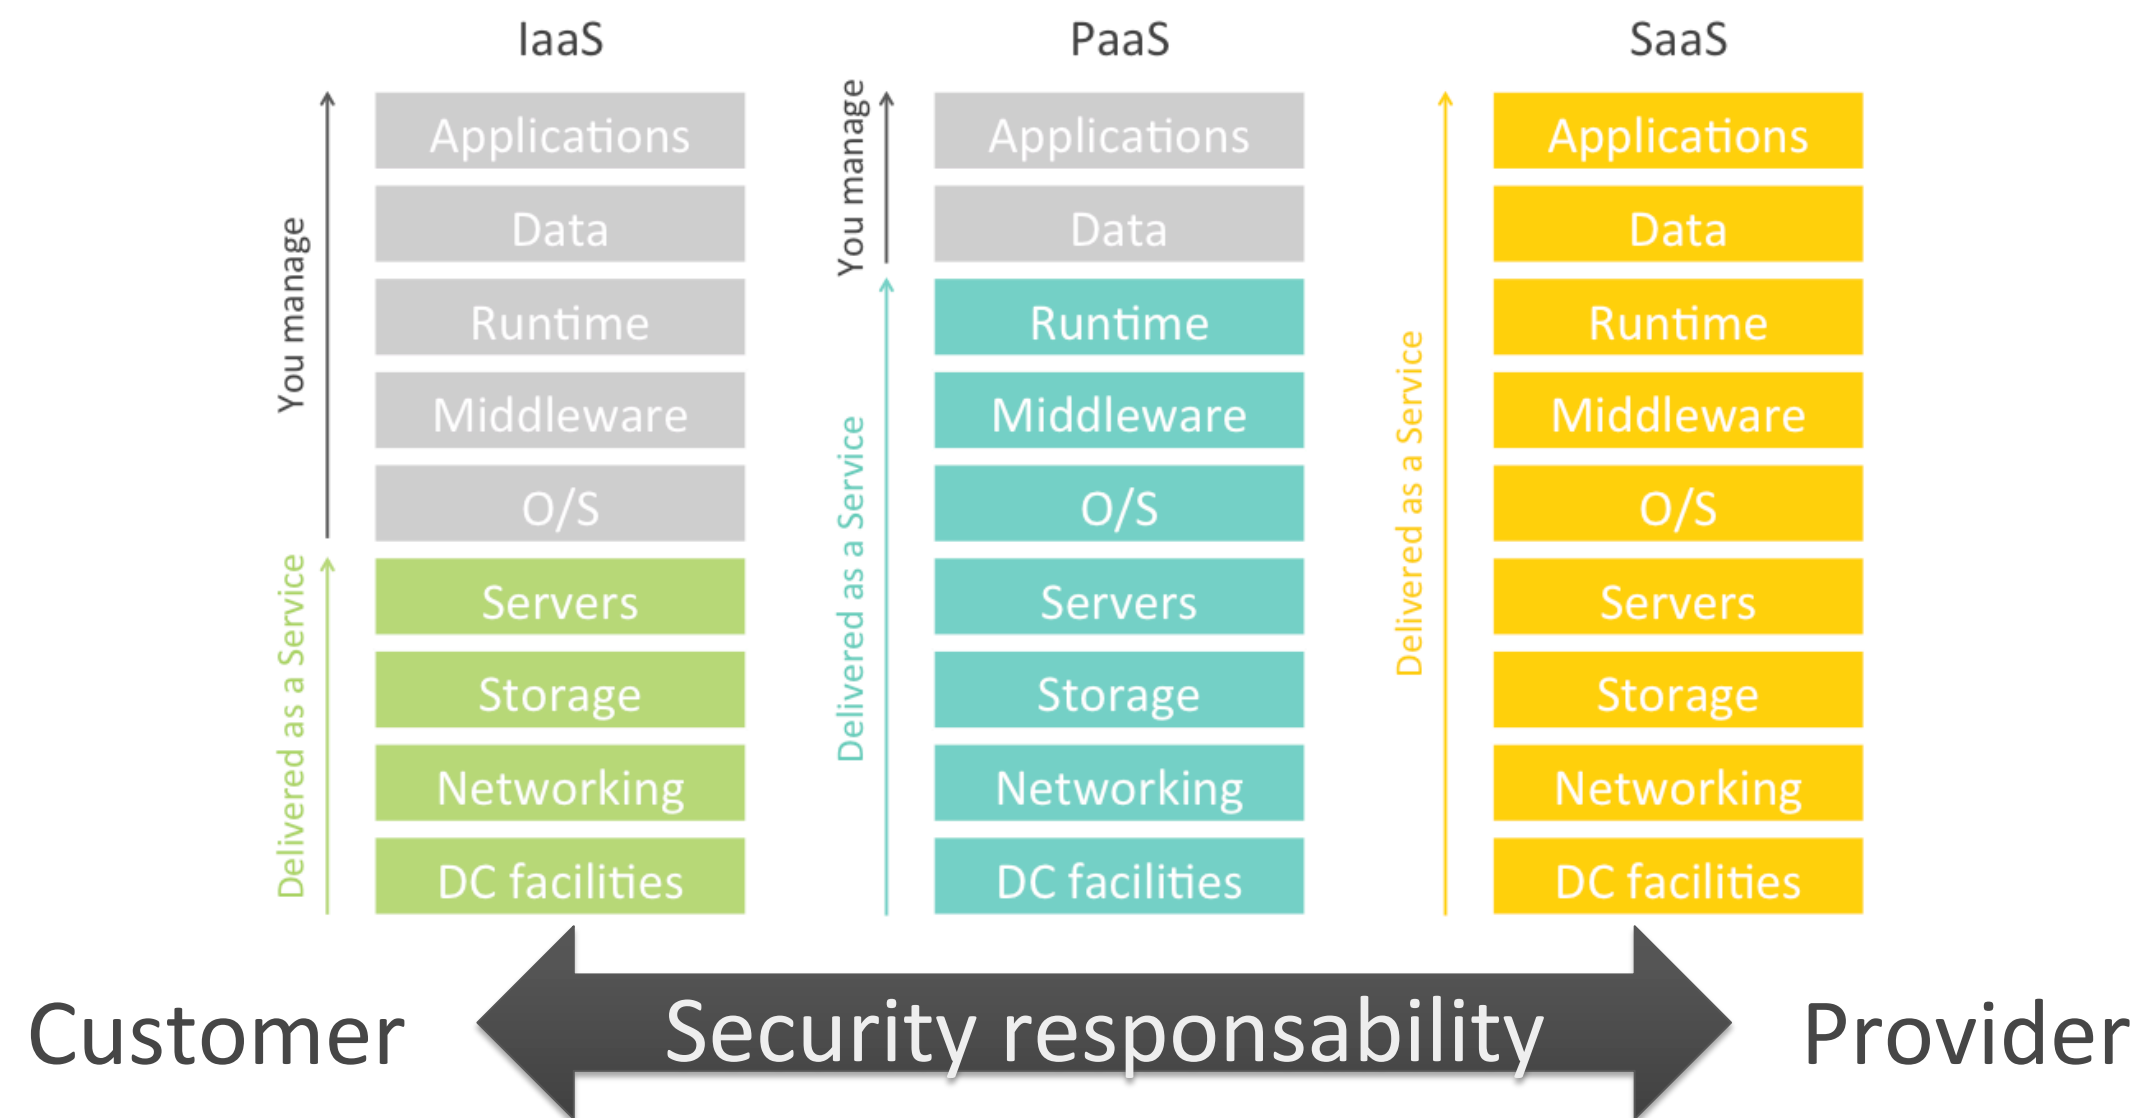 IaaS
You manage
Applications
Data
Runtime
Middleware
O/S
Delivered as a Service
Servers
Storage
Networking
DC facilities
PaaS
You manage
Applications
Data
Delivered as a Service
Runtime
Middleware
O/S
Servers
Storage
Networking
DC facilities
SaaS
Delivered as a Service
Applications
Data
Runtime
Middleware
O/S
Servers
Storage
Networking
DC facilities
Customer
Security responsability
Provider